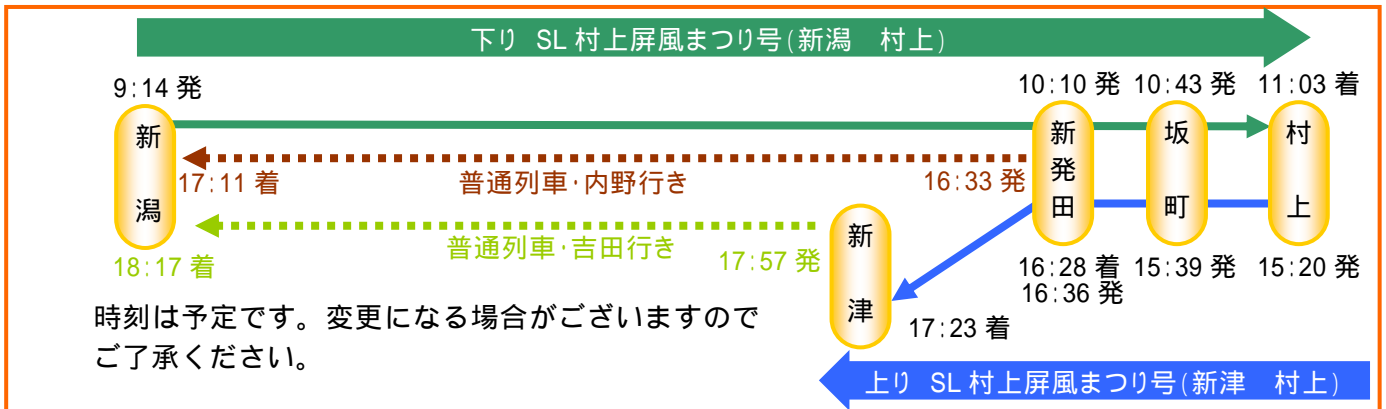 下り SL 村上屏風まつり号(新潟 村上)
9:14 発
10:10 発
10:43 発
11:03 着
新潟
新発田
坂町
村上
17:11 着
普通列車・内野行き
16:33 発
18:17 着
普通列車・吉田行き
17:57 発
新津
16:28 着
16:36 発
15:39 発
15:20 発
17:23 着
時刻は予定です。変更になる場合がございますので
ご了承ください。
上り SL 村上屏風まつり号(新津 村上)